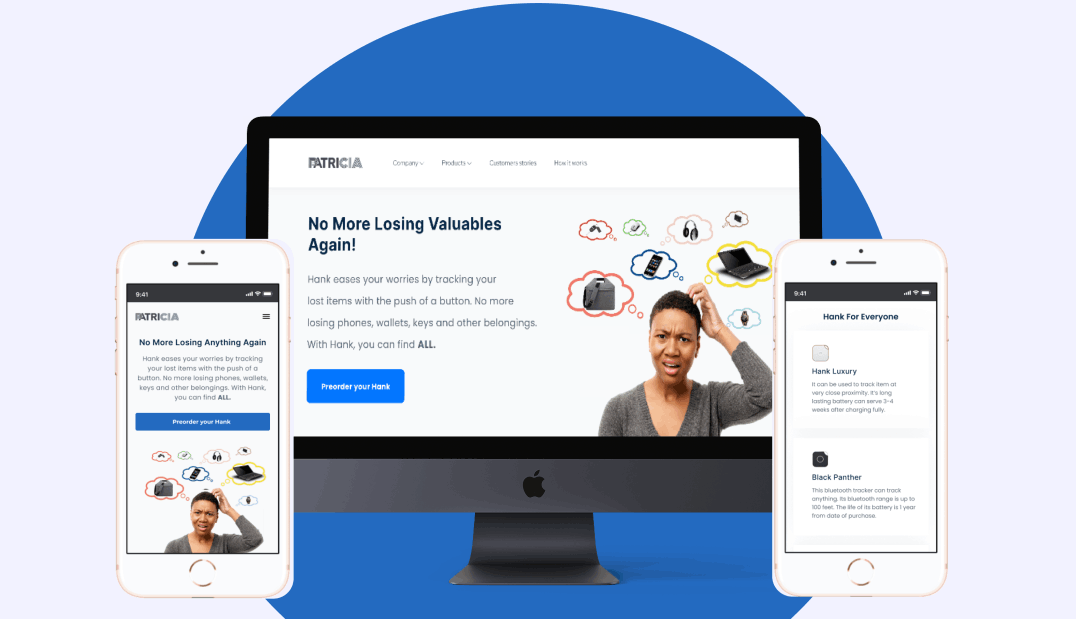 PATRICIA
Company
Products
Customers stories
How it works
No More Losing Valuables
Again!
Hank eases your worries by tracking your
lost items with the push of a button. No more
losing phones, wallets, keys and other belongings.
With Hank, you can find ALL.
Preorder your Hank
9:41
PATRICIA
No More Losing Anything Again
Hank eases your worries by tracking
your lost items with the push of a
button. No more losing phones, wallets,
keys and other belongings. With Hank,
you can find ALL.
Preorder your Hank
9:41
Hank For Everyone
Hank Luxury
It can be used to track item at
very close proximity. It's long
lasting battery can serve 3-4
weeks after charging fully.
Black Panther
This bluetooth tracker can track
anything. Its bluetooth range is up to
100 feet. The life of its battery is 1 year
from date of purchase.